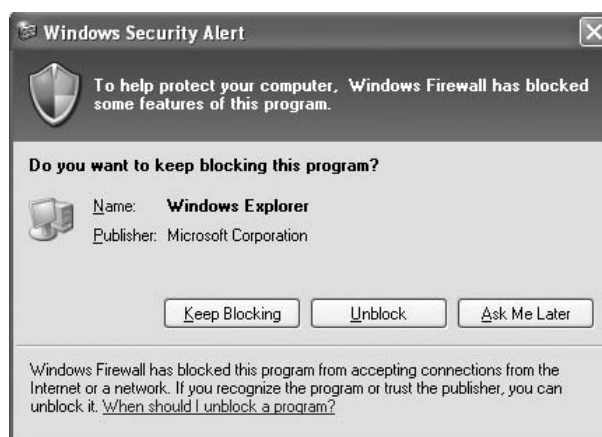 Windows Security Alert
To help protect your computer, Windows Firewall has blocked
some features of this program.
Do you want to keep blocking this program?
Name: Windows Explorer
Publisher: Microsoft Corporation
Keep Blocking Unblock Ask Me Later
Windows Firewall has blocked this program from accepting connections from the
Internet or a network. If you recognize the program or trust the publisher, you can
unblock it. When should I unblock a program?